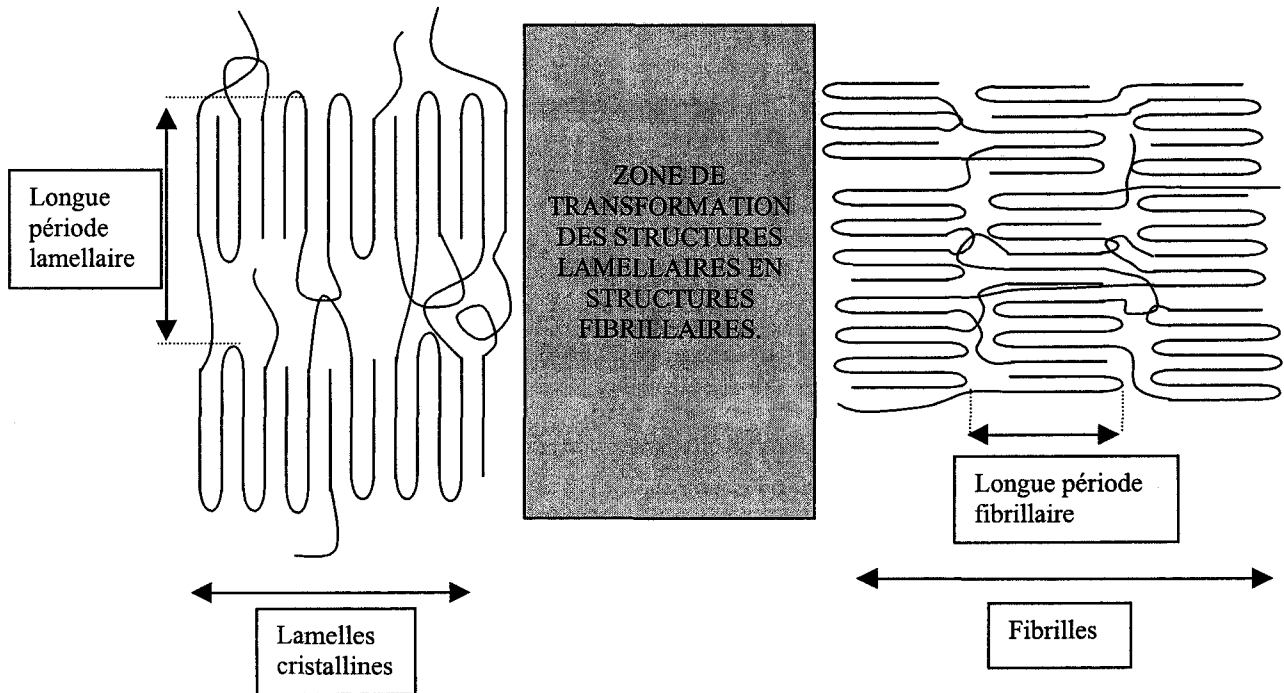 Longue
période
lamellaire
ZONE DE
TRANSFORMATION
DES STRUCTURES
LAMELLAIRES EN
STRUCTURES
FIBRILLAIRES.
Longue période
fibrillaire
Lamelles
cristallines
Fibrilles